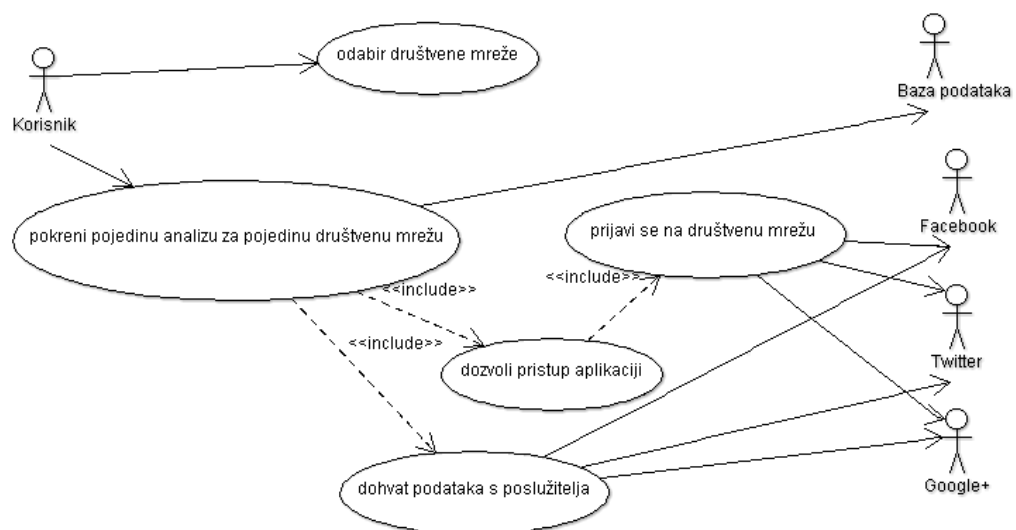 odabir društvene mreže
Baza podataka
Korisnik
Facebook
pokreni pojedinu analizu za pojedinu društvenu mrežu
prijavi se na društvenu mrežu
<<include>>
<<include>>
<<include>>
dozvoli pristup aplikaciji
Twitter
dohvat podataka s poslužitelja
Google+